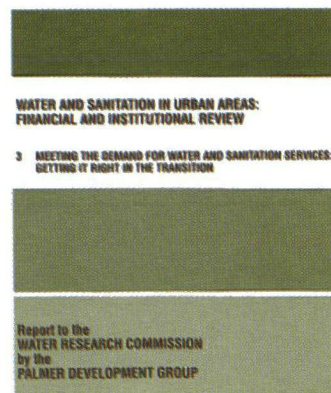 WATER AND SANITATION IN URBAN AREAS:
FINANCIAL AND INSTITUTIONAL REVIEW
3 MEETING THE DEMAND FOR WATER AND SANITATION SERVICES:
GETTING IT RIGHT IN THE TRANSITION
Report to the
WATER RESEARCH COMMISSION
by the
PALMER DEVELOPMENT GROUP